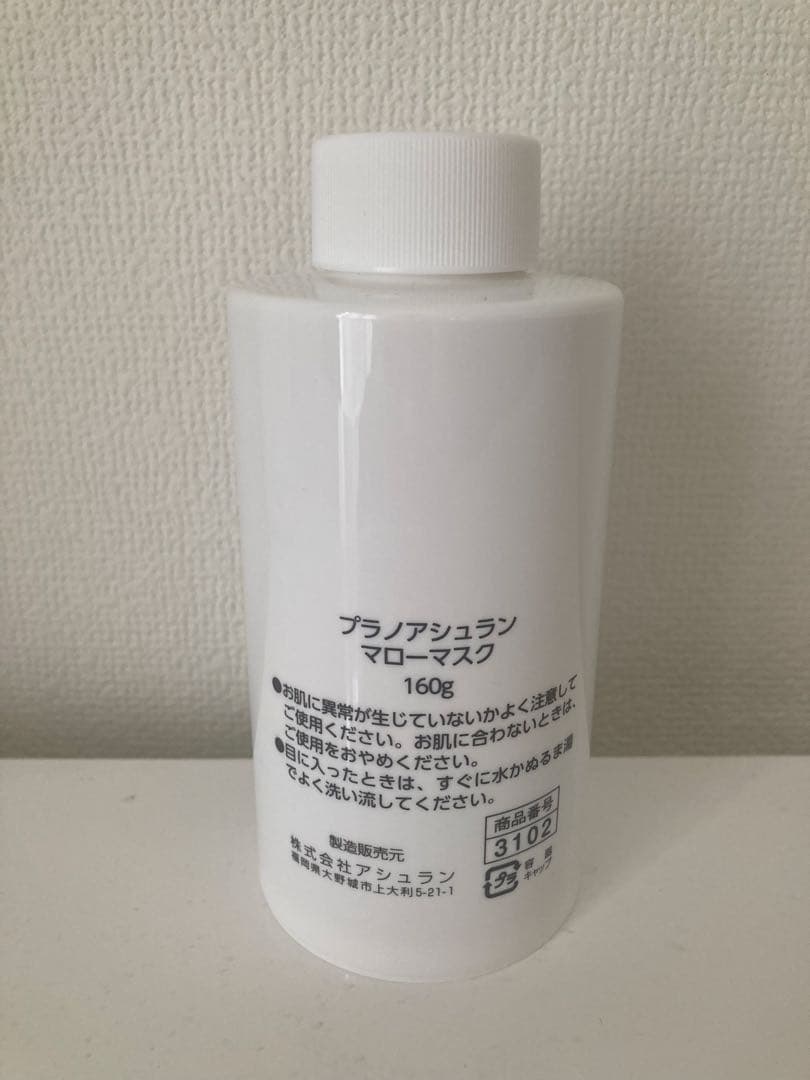 プラノアシュラン
マローマスク
160g
●お肌に異常が生じていないかよく注意して
ご使用ください。お肌に合わないときは、
ご使用をおやめください。
●目に入ったときは、すぐに水かぬるま湯
でよく洗い流してください。
商品番号
3102
製造販売元
株式会社アシュラン
福岡県大野城市上大利5-21-1
プラ
容器
キャップ